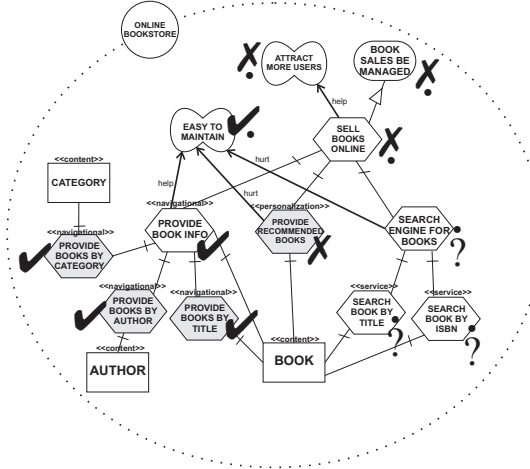 ONLINE
BOOKSTORE
ATTRACT
MORE USERS
BOOK
SALES BE
MANAGED
help
EASY TO
MAINTAIN
SELL
BOOKS
ONLINE
<<content>>
CATEGORY
help
hurt
hurt
<<navigational>>
PROVIDE
BOOK INFO
<<personalization>>
PROVIDE
RECOMMENDED
BOOKS
SEARCH
ENGINE FOR
BOOKS
?
<<navigational>>
PROVIDE
BOOKS BY
CATEGORY
<<navigational>>
PROVIDE
BOOKS BY
AUTHOR
<<navigational>>
PROVIDE
BOOKS BY
TITLE
<<service>>
SEARCH
BOOK BY
TITLE
?
<<service>>
SEARCH
BOOK BY
ISBN
?
<<content>>
AUTHOR
<<content>>
BOOK